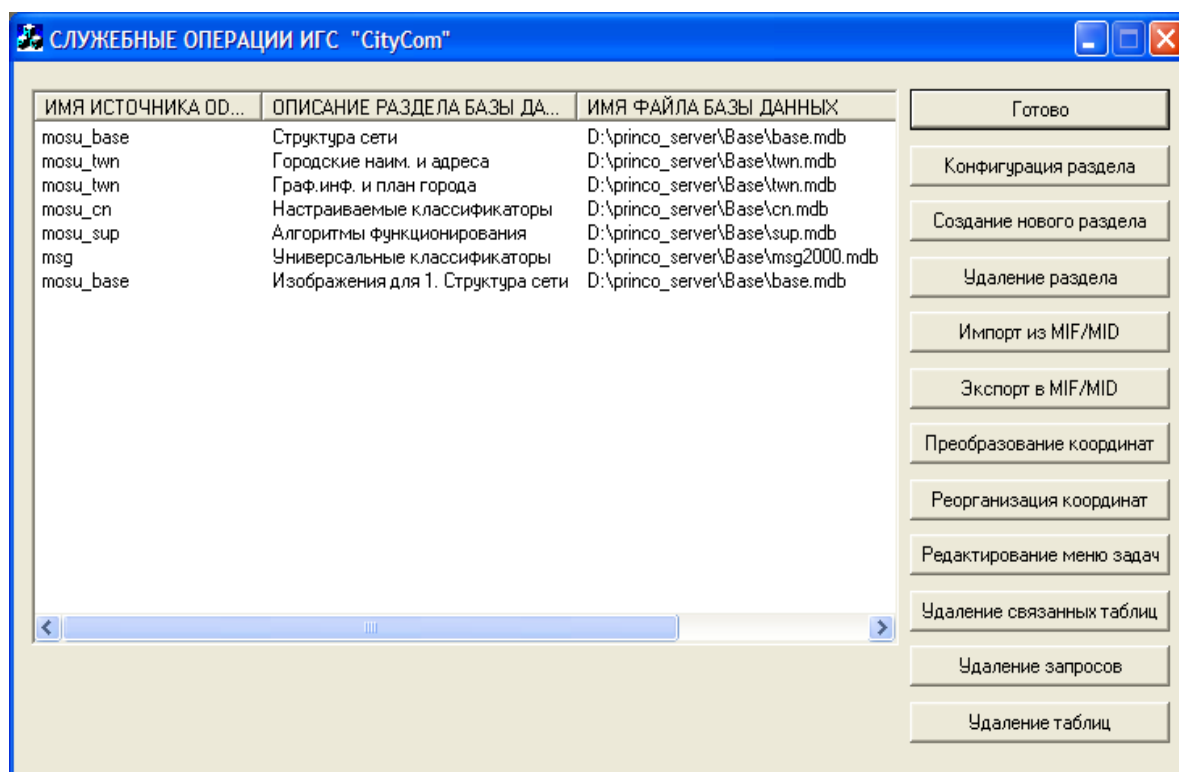 СЛУЖЕБНЫЕ ОПЕРАЦИИ ИГС "CityCom"
ИМЯ ИСТОЧНИКА OD... ОПИСАНИЕ РАЗДЕЛА БАЗЫ ДА... ИМЯ ФАЙЛА БАЗЫ ДАННЫХ
mosu_base Структура сети D:\princo_server\Base\base.mdb
mosu_twn Городские наим. и адреса D:\princo_server\Base\twn.mdb
mosu_twn Граф.инф. и план города D:\princo_server\Base\twn.mdb
mosu_cn Настраиваемые классификаторы D:\princo_server\Base\cn.mdb
mosu_sup Алгоритмы функционирования D:\princo_server\Base\sup.mdb
msg Универсальные классификаторы D:\princo_server\Base\msg2000.mdb
mosu_base Изображения для 1. Структура сети D:\princo_server\Base\base.mdb
Готово
Конфигурация раздела
Создание нового раздела
Удаление раздела
Импорт из MIF/MID
Экспорт в MIF/MID
Преобразование координат
Реорганизация координат
Редактирование меню задач
Удаление связанных таблиц
Удаление запросов
Удаление таблиц